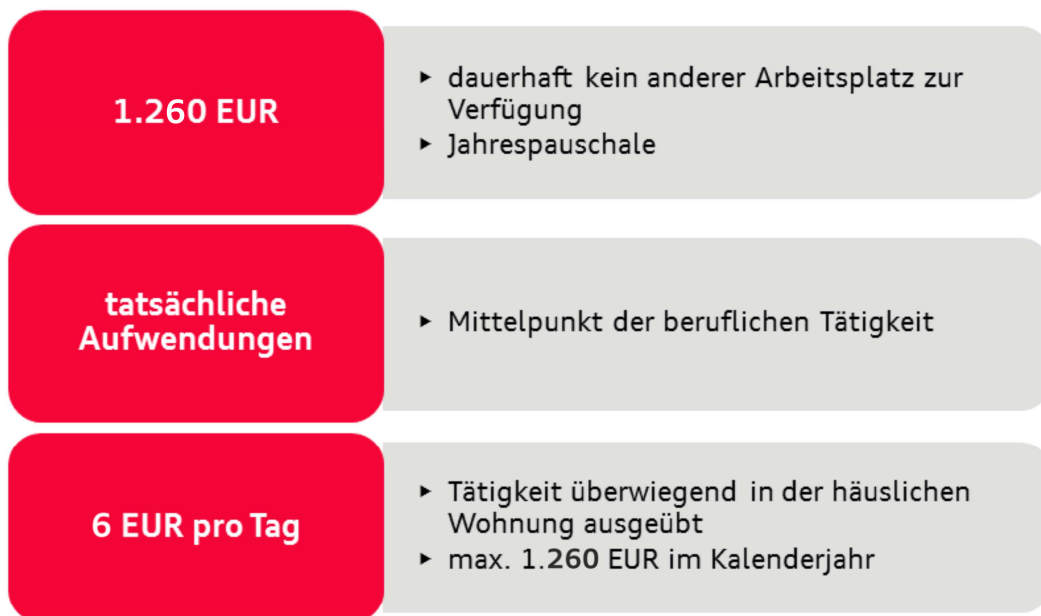 1.260 EUR
▸ dauerhaft kein anderer Arbeitsplatz zur
Verfügung
▸ Jahrespauschale
tatsächliche
Aufwendungen
▸ Mittelpunkt der beruflichen Tätigkeit
6 EUR pro Tag
▸ Tätigkeit überwiegend in der häuslichen
Wohnung ausgeübt
▸ max. 1.260 EUR im Kalenderjahr